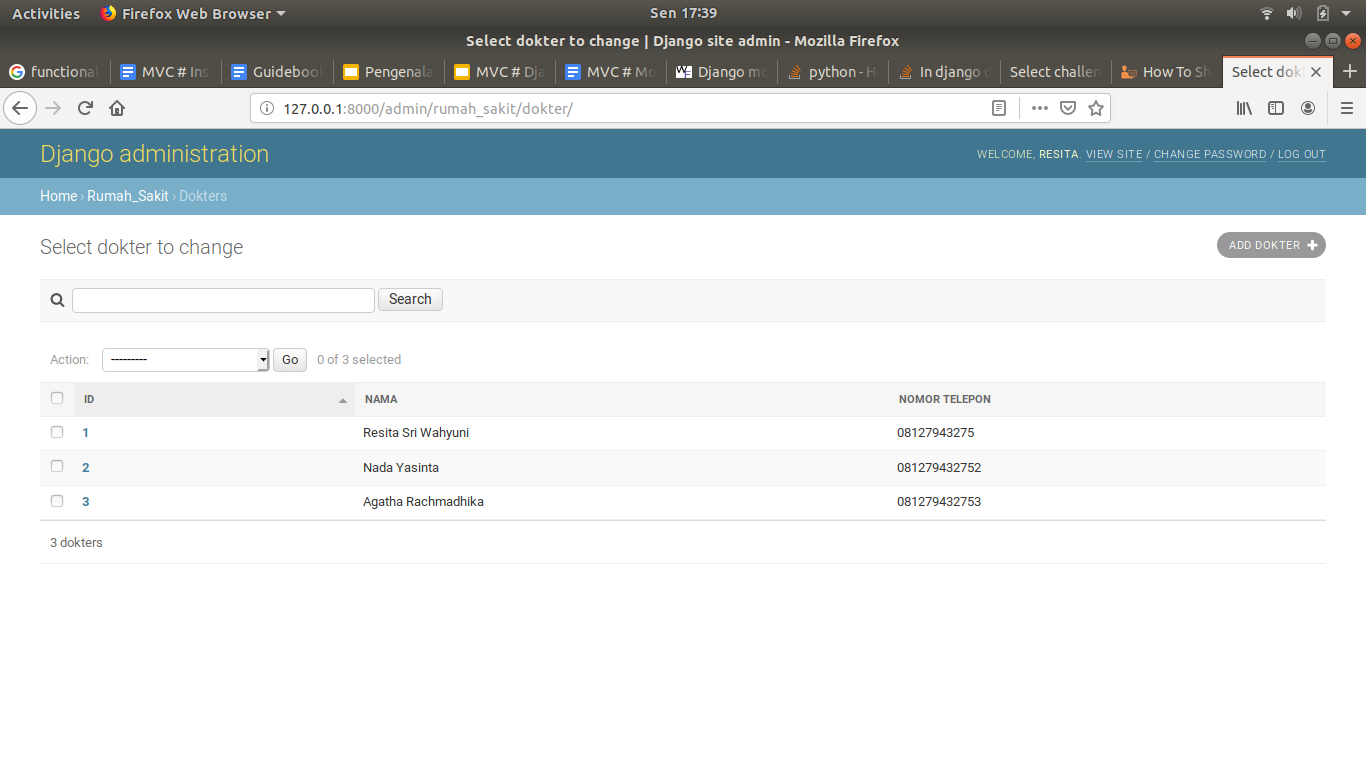 Activities Firefox Web Browser Sen 17:39
Select dokter to change | Django site admin - Mozilla Firefox
functional MVC # Ins Guidebook Pengenala MVC # Dja MVC # Mo Django mo python - H In django c Select challen How To Sh Select dok
127.0.0.1:8000/admin/rumah_sakit/dokter/
Django administration WELCOME, RESITA. VIEW SITE / CHANGE PASSWORD / LOG OUT
Home › Rumah_Sakit › Dokters
Select dokter to change ADD DOKTER
Search
Action: --------- Go 0 of 3 selected
ID NAMA NOMOR TELEPON
1 Resita Sri Wahyuni 08127943275
2 Nada Yasinta 081279432752
3 Agatha Rachmadhika 081279432753
3 dokters